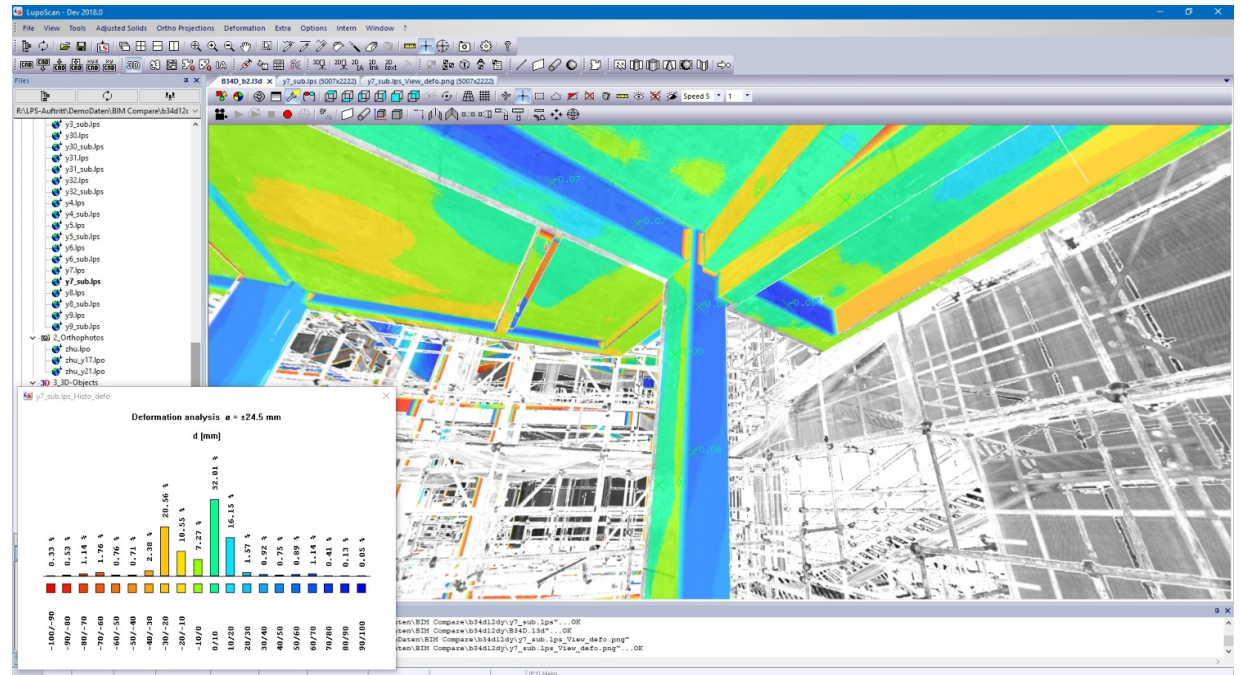 LupoScan - Dev 2018.0
File View Tools Adjusted Solids Ortho Projections Deformation Extra Options Intern Window ?
Files
B34D_b2.l3d × y7_sub.lps (5007x2222) y7_sub.lps_View_defo.png (5007x2222)
Speed 5 1
R:\LPS-Auftritt\DemoDaten\BIM Compare\b34d12d
y3_sub.lps
y30.lps
y30_sub.lps
y31.lps
y31_sub.lps
y32.lps
y32_sub.lps
y4.lps
y4_sub.lps
y5.lps
y5_sub.lps
y6.lps
y6_sub.lps
y7.lps
y7_sub.lps
y8.lps
y8_sub.lps
y9.lps
y9_sub.lps
2_Orthophotos
zhu.lpo
zhu_y17.lpo
zhu_y21.lpo
3D 3_3D-Objects
-0.07
y7_sub.lps_Histo_defo
Deformation analysis ø = ±24.5 mm
d [mm]
0.33 % 0.53 % 1.14 % 1.76 % 0.76 % 0.71 % 2.38 % 20.56 % 10.55 % 7.27 % 32.01 % 16.15 % 1.57 % 0.92 % 0.75 % 0.89 % 1.14 % 0.41 % 0.13 % 0.05 %
-100/-90 -90/-80 -80/-70 -70/-60 -60/-50 -50/-40 -40/-30 -30/-20 -20/-10 -10/0 0/10 10/20 20/30 30/40 40/50 50/60 60/70 70/80 80/90 90/100
aten\BIM Compare\b34d12dy\y7_sub.lps"...OK
aten\BIM Compare\b34d12dy\B34D.l3d"...OK
Daten\BIM Compare\b34d12dy\y7_sub.lps_View_defo.png"
aten\BIM Compare\b34d12dy\y7_sub.lps_View_defo.png"...OK